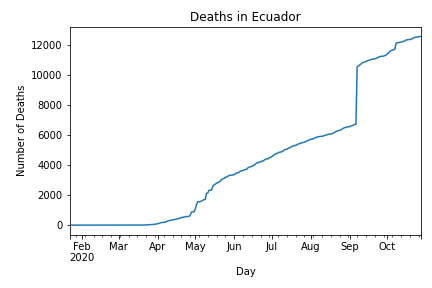 Deaths in Ecuador
Number of Deaths
12000
10000
8000
6000
4000
2000
0
Feb Mar Apr May Jun Jul Aug Sep Oct
2020
Day